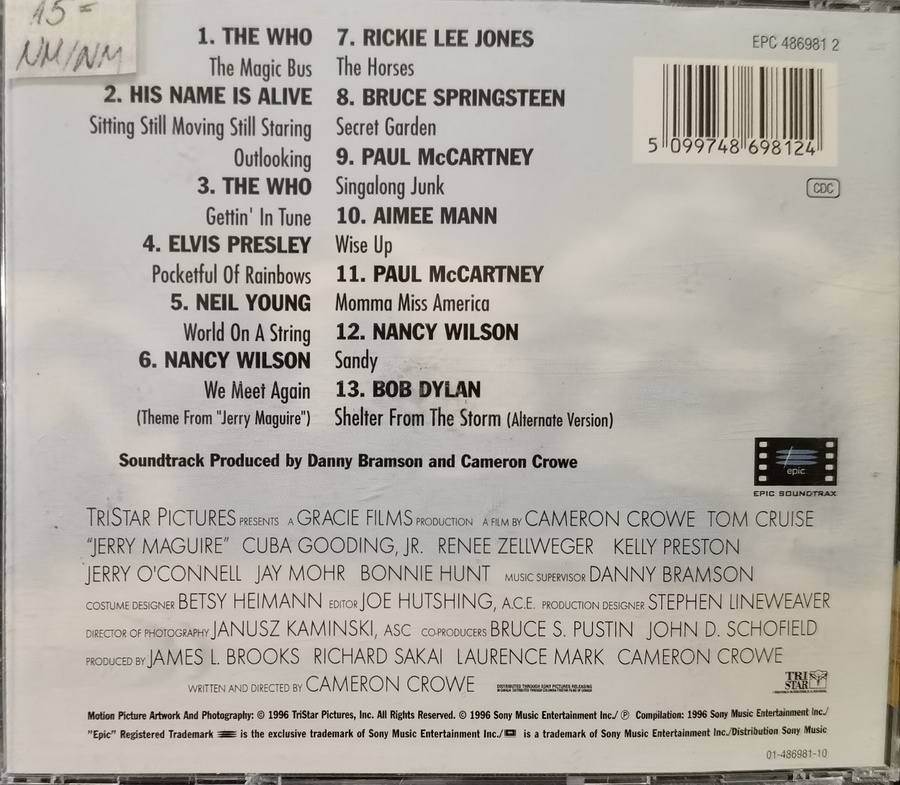 15=
NM/NM
1. THE WHO
The Magic Bus
2. HIS NAME IS ALIVE
Sitting Still Moving Still Staring
Outlooking
3. THE WHO
Gettin' In Tune
4. ELVIS PRESLEY
Pocketful Of Rainbows
5. NEIL YOUNG
World On A String
6. NANCY WILSON
We Meet Again
(Theme From "Jerry Maguire")
7. RICKIE LEE JONES
The Horses
8. BRUCE SPRINGSTEEN
Secret Garden
9. PAUL McCARTNEY
Singalong Junk
10. AIMEE MANN
Wise Up
11. PAUL McCARTNEY
Momma Miss America
12. NANCY WILSON
Sandy
13. BOB DYLAN
Shelter From The Storm (Alternate Version)
EPC 486981 2
5 099748 698124
CDC
Soundtrack Produced by Danny Bramson and Cameron Crowe
epic
EPIC SOUNDTRAX
TRISTAR PICTURES PRESENTS A GRACIE FILMS PRODUCTION A FILM BY CAMERON CROWE TOM CRUISE
"JERRY MAGUIRE" CUBA GOODING, JR. RENEE ZELLWEGER KELLY PRESTON
JERRY O'CONNELL JAY MOHR BONNIE HUNT MUSIC SUPERVISOR DANNY BRAMSON
COSTUME DESIGNER BETSY HEIMANN EDITOR JOE HUTSHING, A.C.E. PRODUCTION DESIGNER STEPHEN LINEWEAVER
DIRECTOR OF PHOTOGRAPHY JANUSZ KAMINSKI, ASC CO-PRODUCERS BRUCE S. PUSTIN JOHN D. SCHOFIELD
PRODUCED BY JAMES L. BROOKS RICHARD SAKAI LAURENCE MARK CAMERON CROWE
WRITTEN AND DIRECTED BY CAMERON CROWE
TRI
STAR
Motion Picture Artwork And Photography: © 1996 TriStar Pictures, Inc. All Rights Reserved. © 1996 Sony Music Entertainment Inc./ ℗ Compilation: 1996 Sony Music Entertainment Inc./
"Epic" Registered Trademark is the exclusive trademark of Sony Music Entertainment Inc./ is a trademark of Sony Music Entertainment Inc./Distribution Sony Music
01-486981-10